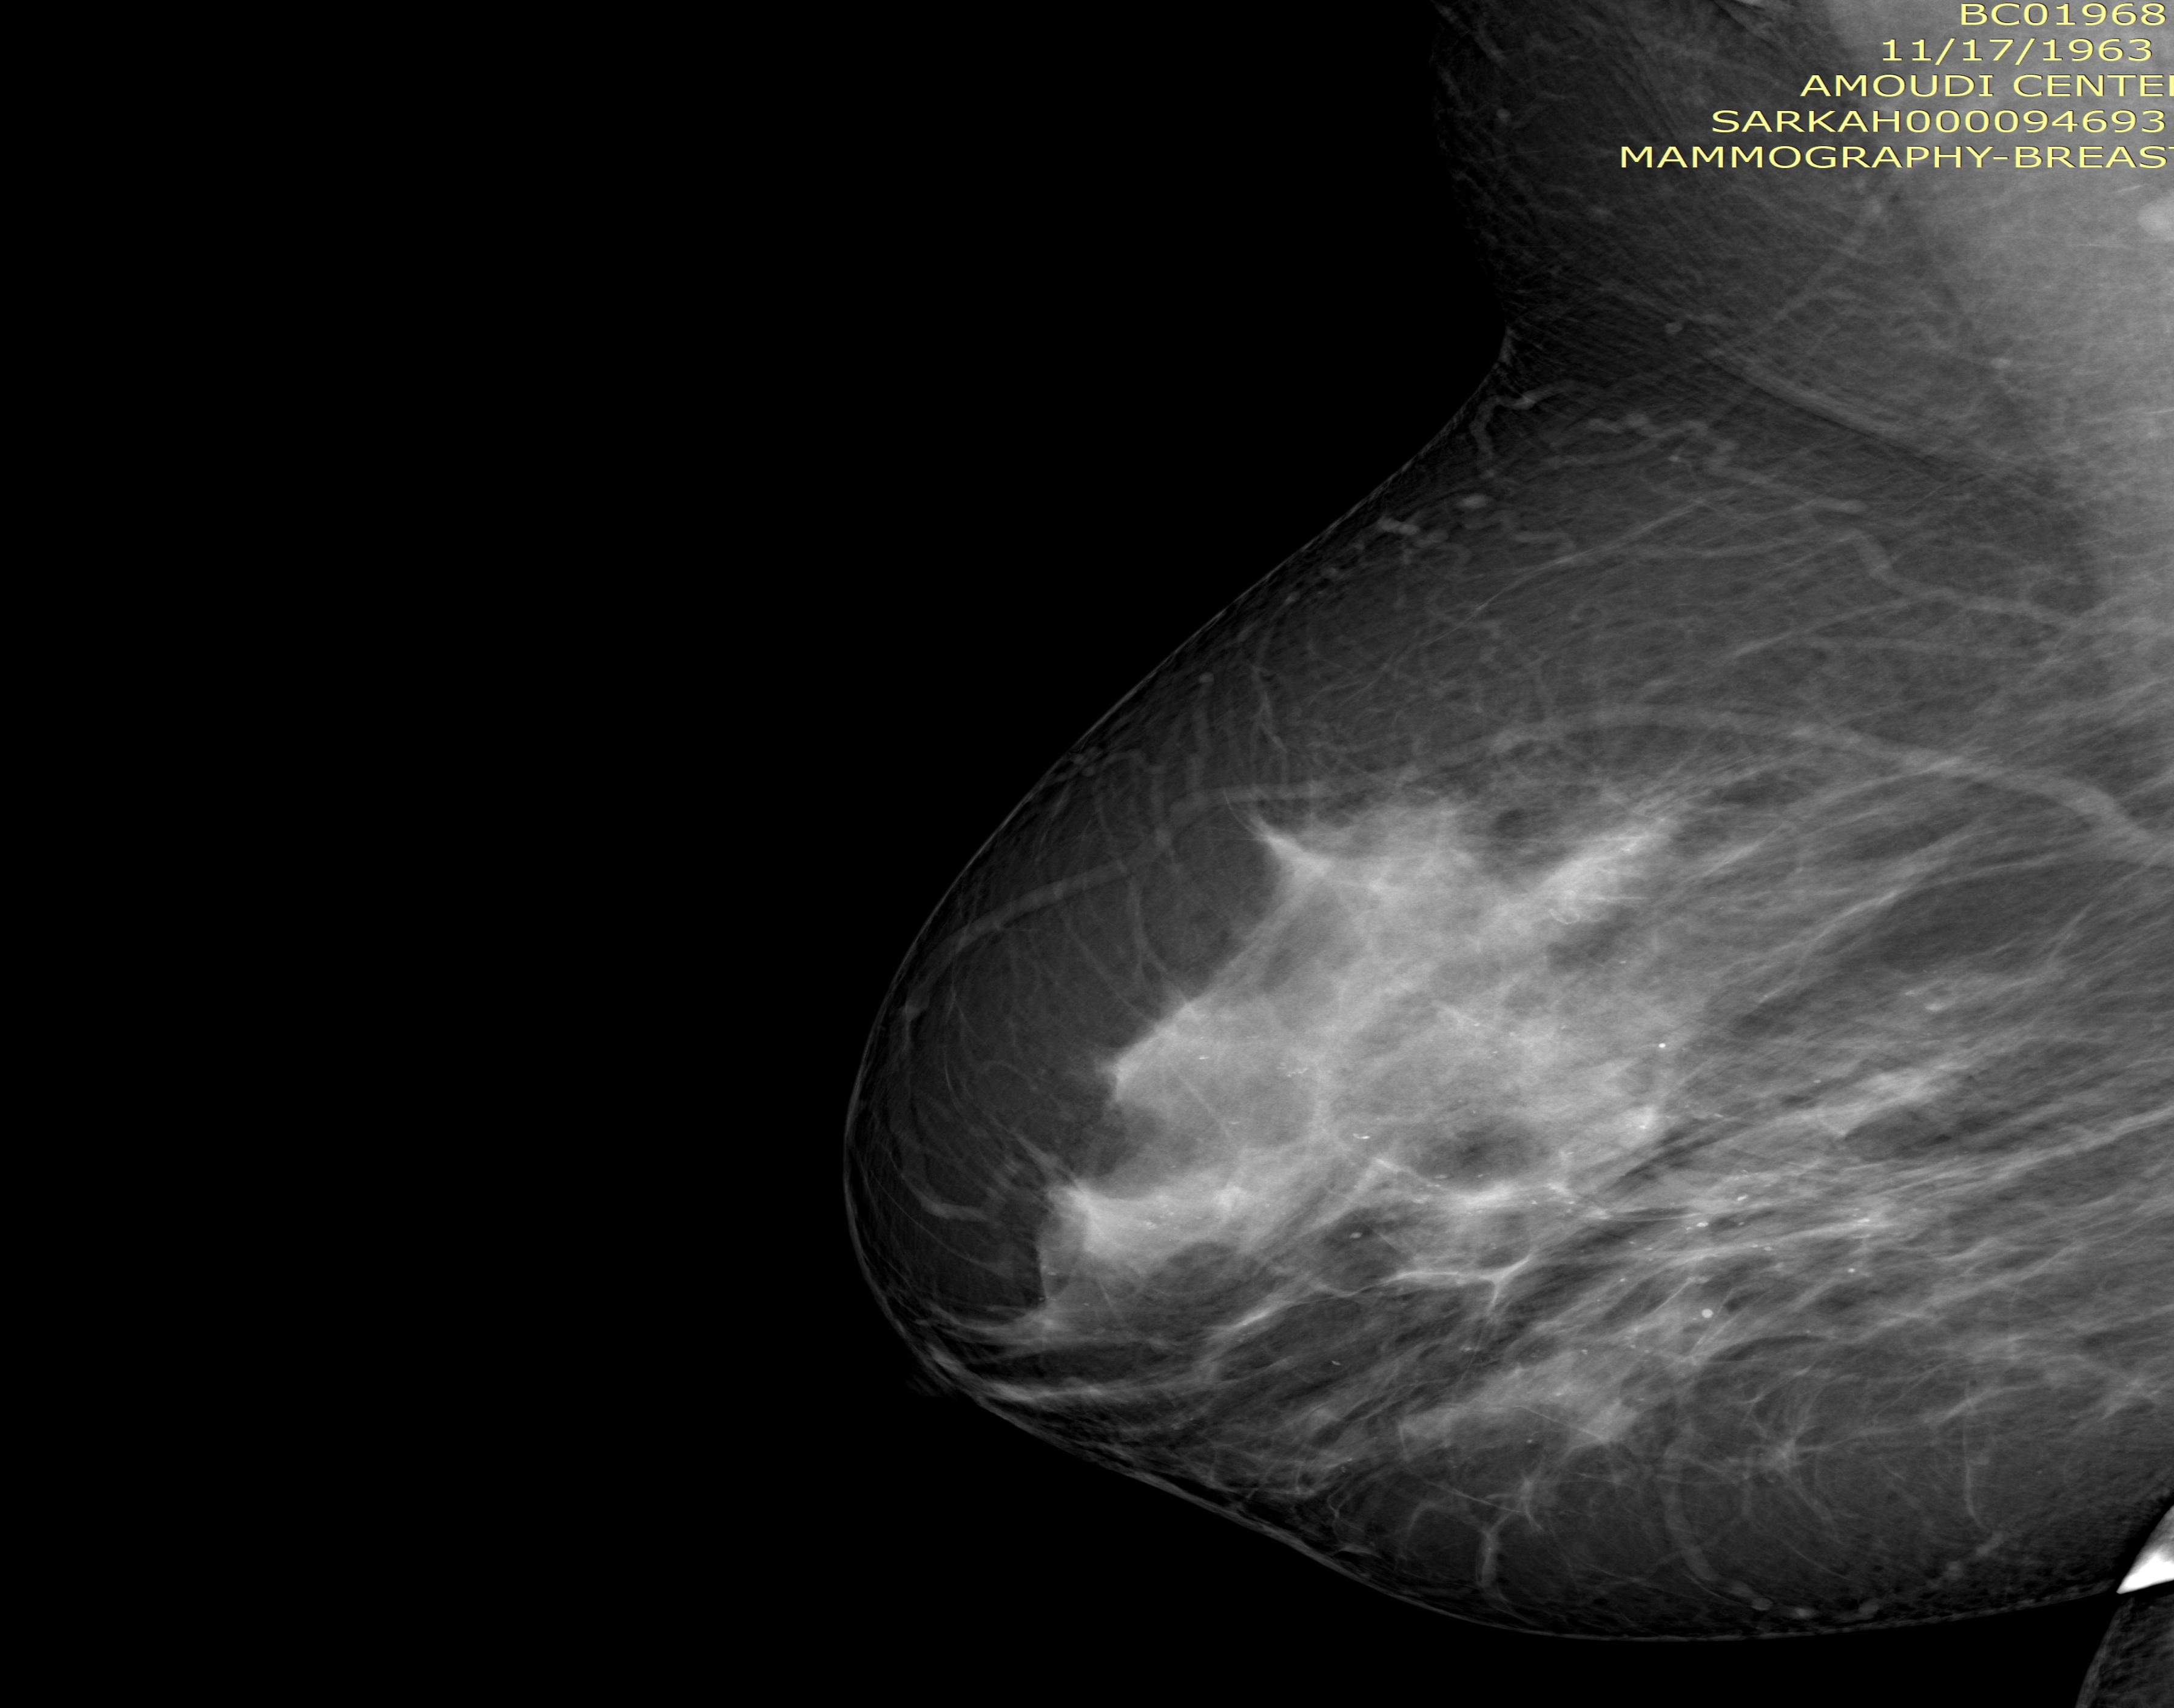 BC01968
11/17/1963
AMOUDI CENTE
SARKAH000094693
MAMMOGRAPHY-BREAS